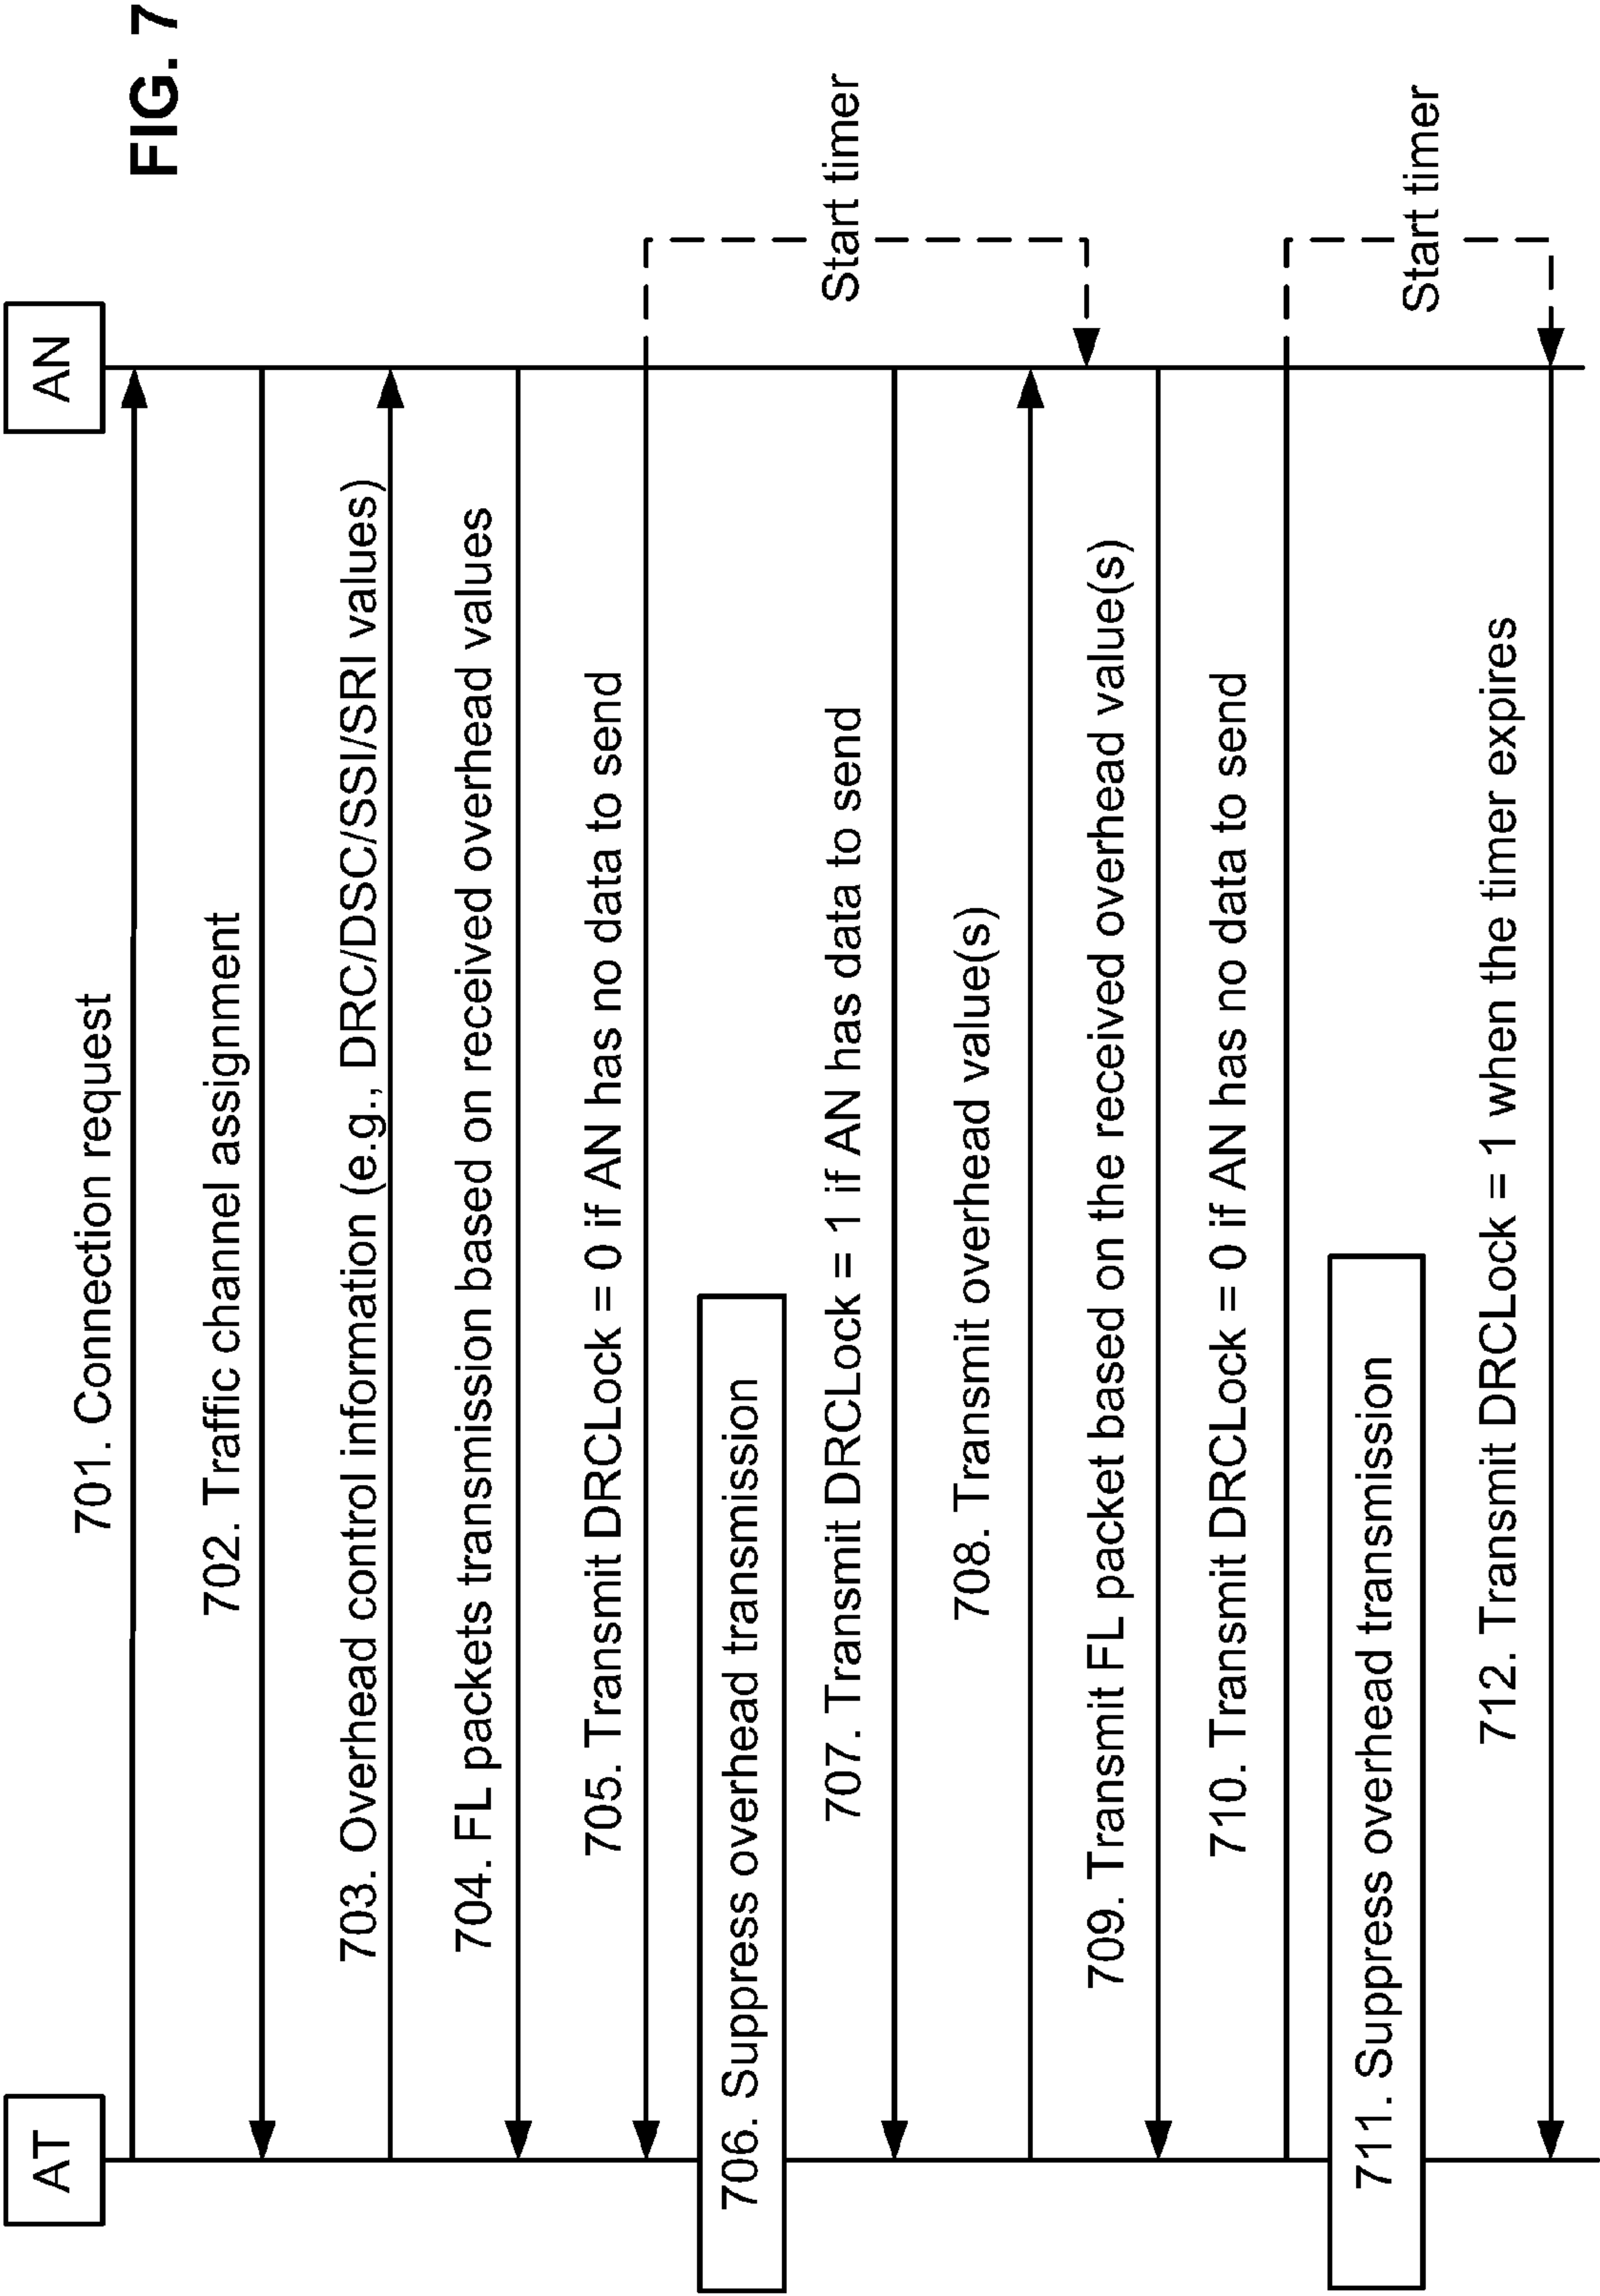 FIG. 7
AT
AN
701. Connection request
702. Traffic channel assignment
703. Overhead control information (e.g., DRC/DSC/SSI/SRI values)
704. FL packets transmission based on received overhead values
705. Transmit DRCLock = 0 if AN has no data to send
706. Suppress overhead transmission
Start timer
707. Transmit DRCLock = 1 if AN has data to send
708. Transmit overhead value(s)
709. Transmit FL packet based on the received overhead value(s)
710. Transmit DRCLock = 0 if AN has no data to send
711. Suppress overhead transmission
Start timer
712. Transmit DRCLock = 1 when the timer expires